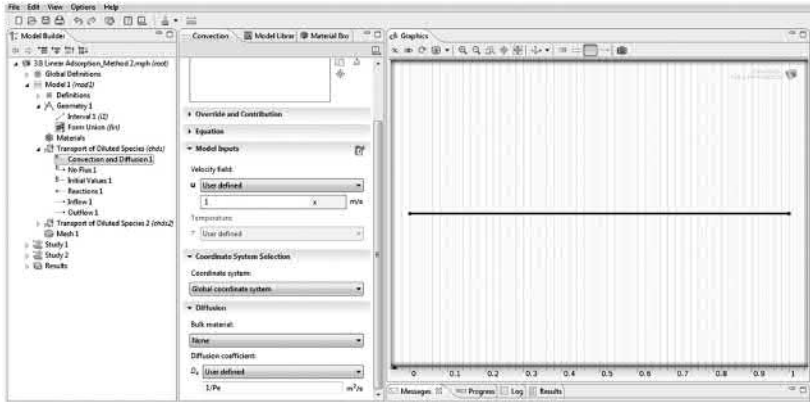 File Edit View Options Help
Model Builder
3.8 Linear Adsorption_Method 2.mph (root)
Global Definitions
Model 1 (mod1)
Definitions
Geometry 1
Interval 1 (i1)
Form Union (fin)
Materials
Transport of Diluted Species (chds)
Convection and Diffusion 1
No Flux 1
Initial Values 1
Reactions 1
Inflow 1
Outflow 1
Transport of Diluted Species 2 (chds2)
Mesh 1
Study 1
Study 2
Results
Convection Model Librar Material Bro
Override and Contribution
Equation
Model Inputs
Velocity field:
u User defined
1 x m/s
Temperature:
T User defined
Coordinate System Selection
Coordinate system:
Global coordinate system
Diffusion
Bulk material:
None
Diffusion coefficient:
Dc User defined
1/Pe m²/s
Graphics
0 0.1 0.2 0.3 0.4 0.5 0.6 0.7 0.8 0.9 1
Messages Progress Log Results